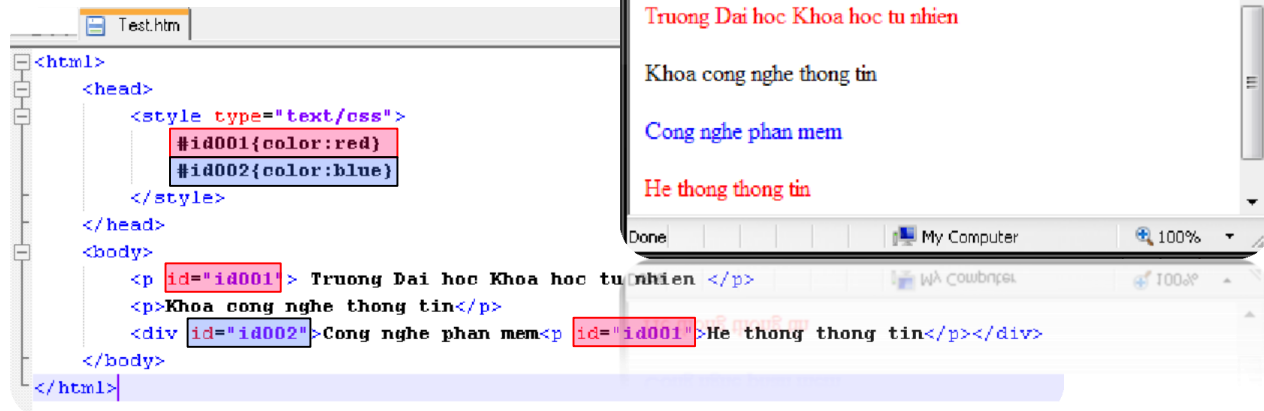 Test.htm
<html>
<head>
<style type="text/css">
#id001{color:red}
#id002{color:blue}
</style>
</head>
<body>
<p id="id001"> Truong Dai hoc Khoa hoc tu nhien </p>
<p>Khoa cong nghe thong tin</p>
<div id="id002">Cong nghe phan mem<p id="id001">He thong thong tin</p></div>
</body>
</html>
Truong Dai hoc Khoa hoc tu nhien
Khoa cong nghe thong tin
Cong nghe phan mem
He thong thong tin
Done My Computer 100%